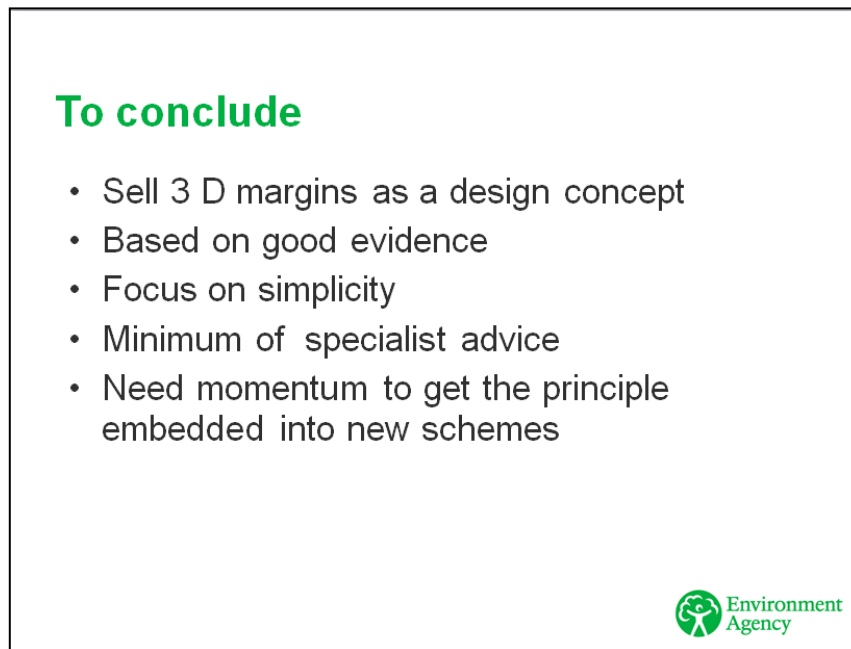 To conclude
• Sell 3 D margins as a design concept
• Based on good evidence
• Focus on simplicity
• Minimum of specialist advice
• Need momentum to get the principle
embedded into new schemes
Environment
Agency